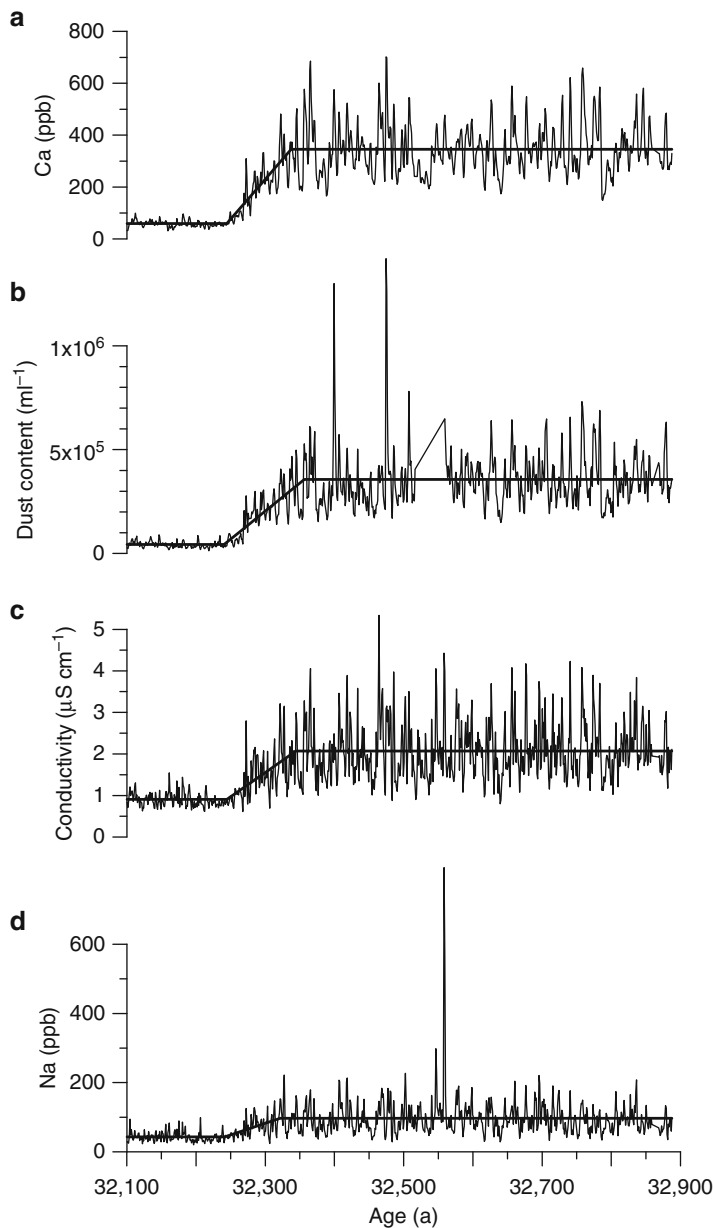 a
800
600
400
200
0
Ca (ppb)
b
1x10⁶
5x10⁵
0
Dust content (ml⁻¹)
c
5
4
3
2
1
0
Conductivity (µS cm⁻¹)
d
600
400
200
0
Na (ppb)
32,100 32,300 32,500 32,700 32,900
Age (a)